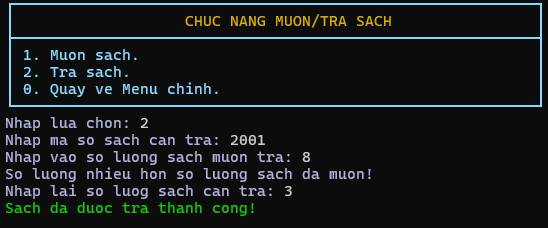 CHUC NANG MUON/TRA SACH
1. Muon sach.
2. Tra sach.
0. Quay ve Menu chinh.
Nhap lua chon: 2
Nhap ma so sach can tra: 2001
Nhap vao so luong sach muon tra: 8
So luong nhieu hon so luong sach da muon!
Nhap lai so luog sach can tra: 3
Sach da duoc tra thanh cong!